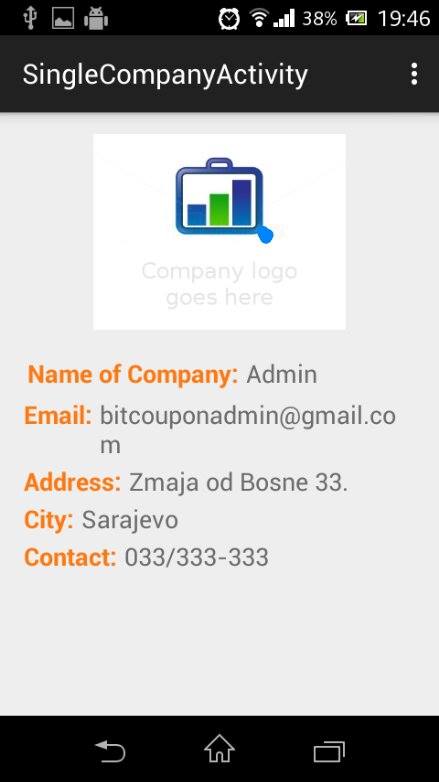 38% 19:46
SingleCompanyActivity
Company logo
goes here
Name of Company: Admin
Email: bitcouponadmin@gmail.co
m
Address: Zmaja od Bosne 33.
City: Sarajevo
Contact: 033/333-333